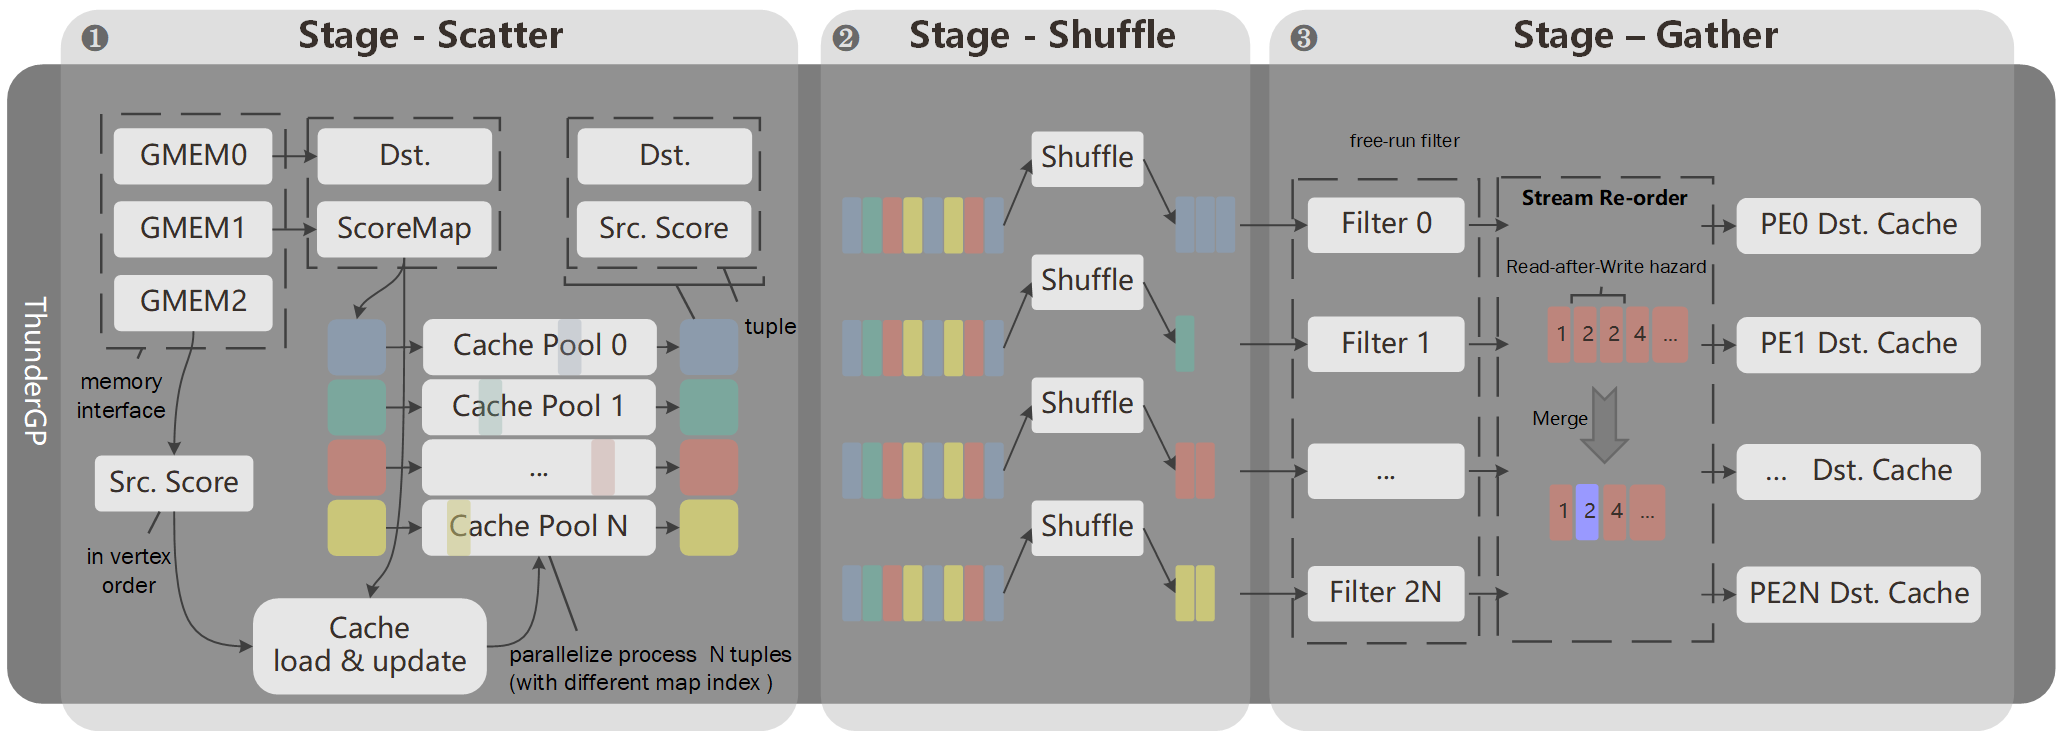 ThunderGP
❶ Stage - Scatter
GMEM0
GMEM1
GMEM2
memory
interface
Dst.
ScoreMap
Dst.
Src. Score
tuple
Cache Pool 0
Cache Pool 1
...
Cache Pool N
Src. Score
in vertex
order
Cache
load & update
parallelize process N tuples
(with different map index )
❷ Stage - Shuffle
Shuffle
Shuffle
Shuffle
Shuffle
❸ Stage – Gather
free-run filter
Filter 0
Filter 1
...
Filter 2N
Stream Re-order
Read-after-Write hazard
1 2 2 4 ...
Merge
1 2 4 ...
PE0 Dst. Cache
PE1 Dst. Cache
... Dst. Cache
PE2N Dst. Cache